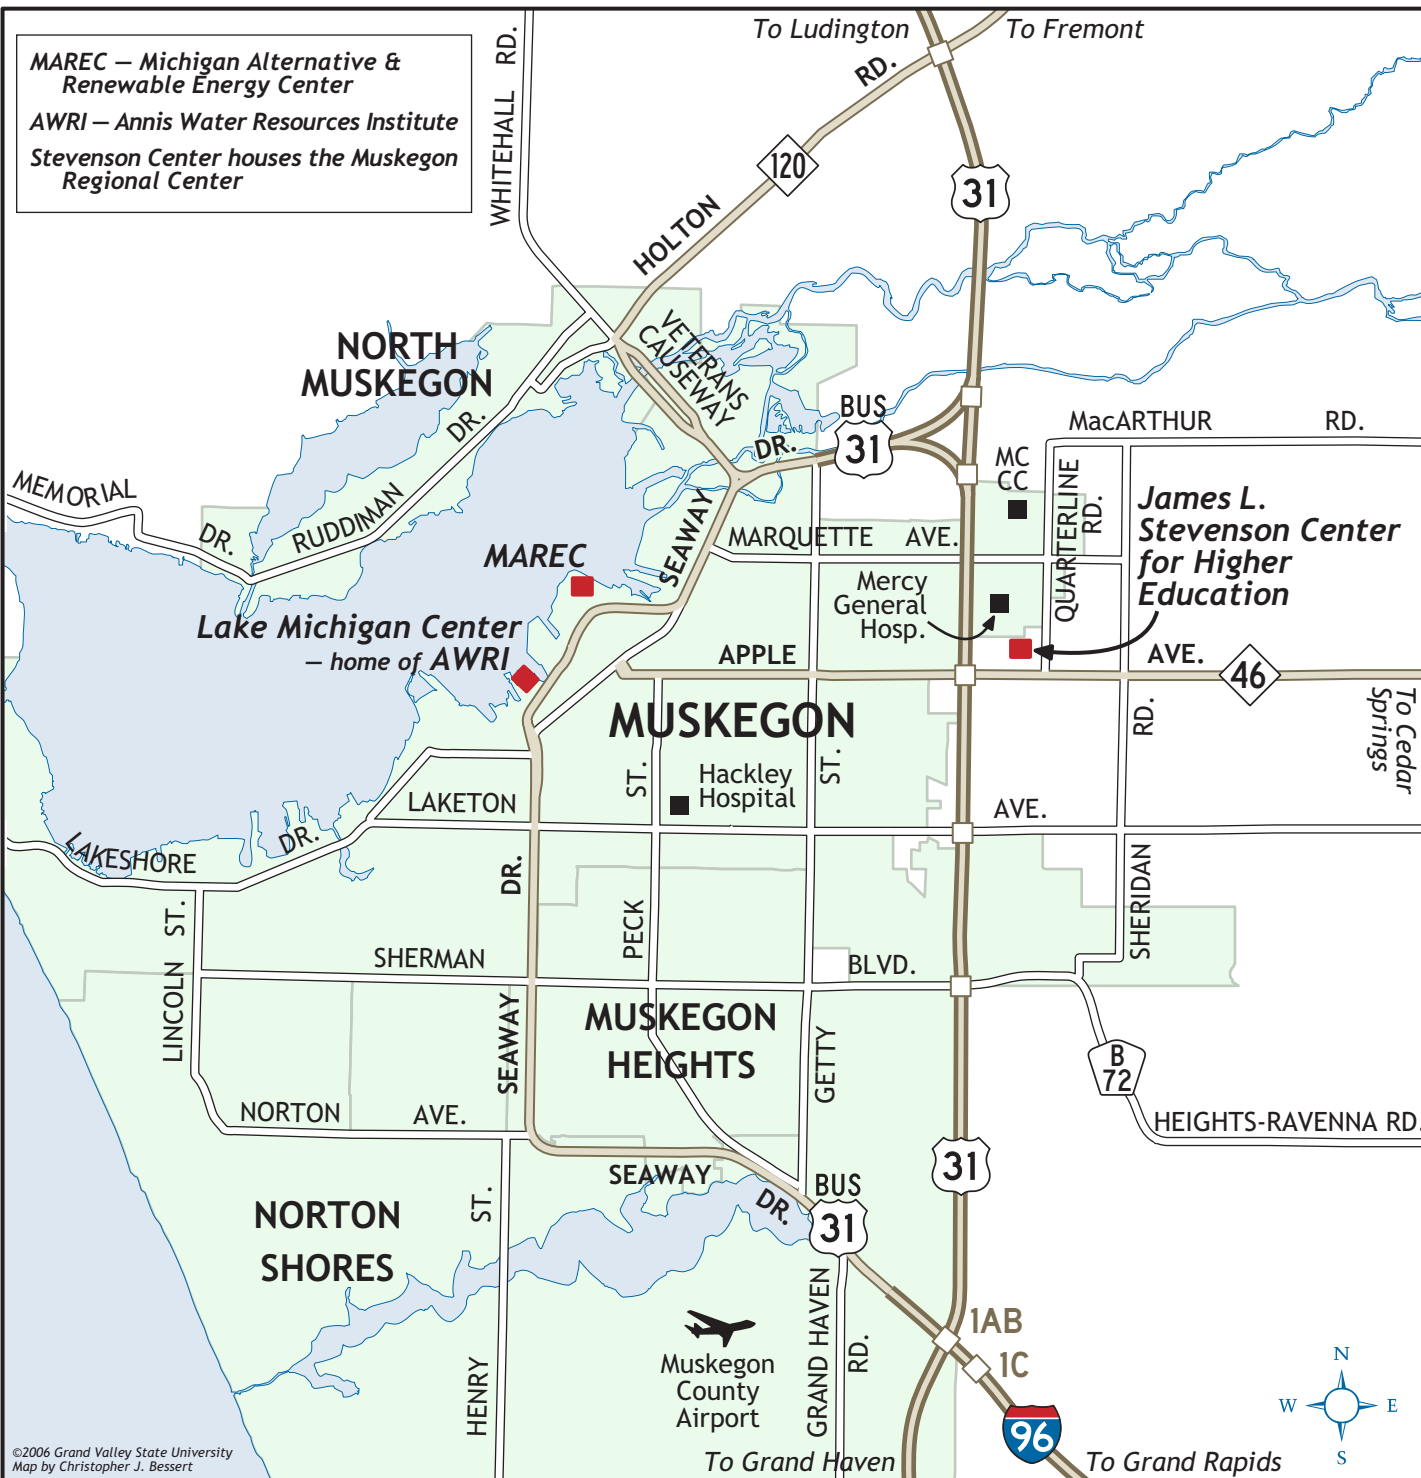 To Ludington
To Fremont
MAREC — Michigan Alternative &
Renewable Energy Center
AWRI — Annis Water Resources Institute
Stevenson Center houses the Muskegon
Regional Center
WHITEHALL RD.
HOLTON RD.
120
31
VETERANS
CAUSEWAY
NORTH
MUSKEGON
BUS
31
DR.
MacARTHUR RD.
MC
CC
QUARTERLINE
RD.
James L.
Stevenson Center
for Higher
Education
MEMORIAL
DR.
RUDDIMAN
DR.
SEAWAY
MARQUETTE AVE.
MAREC
Mercy
General
Hosp.
Lake Michigan Center
— home of AWRI
APPLE
AVE.
46
To Cedar
Springs
MUSKEGON
RD.
ST.
ST.
Hackley
Hospital
LAKETON
AVE.
LAKESHORE
DR.
DR.
SHERIDAN
LINCOLN ST.
PECK
SHERMAN
BLVD.
SEAWAY
MUSKEGON
HEIGHTS
GETTY
B
72
NORTON AVE.
HEIGHTS-RAVENNA RD.
SEAWAY
DR.
31
BUS
31
NORTON
SHORES
ST.
HENRY
GRAND HAVEN
RD.
1AB
1C
Muskegon
County
Airport
96
N
W
E
S
©2006 Grand Valley State University
Map by Christopher J. Bessert
To Grand Haven
To Grand Rapids